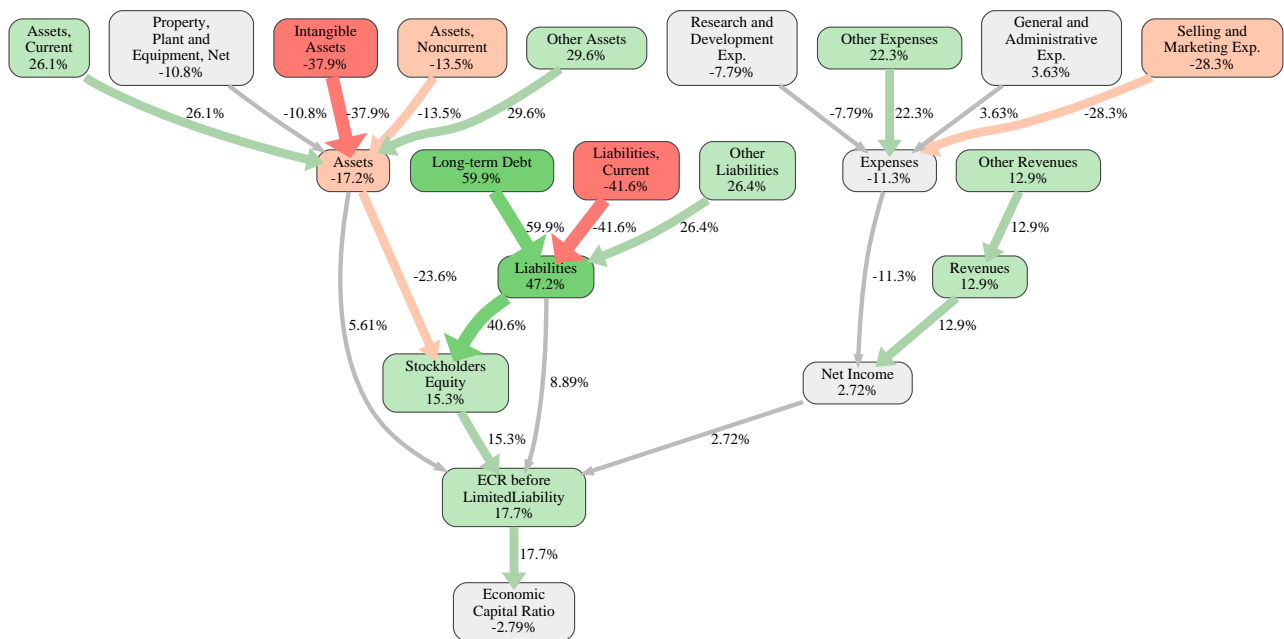 Assets,
Current
26.1%
Property,
Plant and
Equipment, Net
-10.8%
Intangible
Assets
-37.9%
Assets,
Noncurrent
-13.5%
Other Assets
29.6%
Research and
Development
Exp.
-7.79%
Other Expenses
22.3%
General and
Administrative
Exp.
3.63%
Selling and
Marketing Exp.
-28.3%
26.1%
-10.8%
-37.9%
-13.5%
29.6%
-7.79%
22.3%
3.63%
-28.3%
Assets
-17.2%
Long-term Debt
59.9%
Liabilities,
Current
-41.6%
Other
Liabilities
26.4%
Expenses
-11.3%
Other Revenues
12.9%
59.9%
-41.6%
26.4%
12.9%
-23.6%
Liabilities
47.2%
-11.3%
Revenues
12.9%
5.61%
40.6%
12.9%
Stockholders
Equity
15.3%
8.89%
Net Income
2.72%
15.3%
2.72%
ECR before
LimitedLiability
17.7%
17.7%
Economic
Capital Ratio
-2.79%